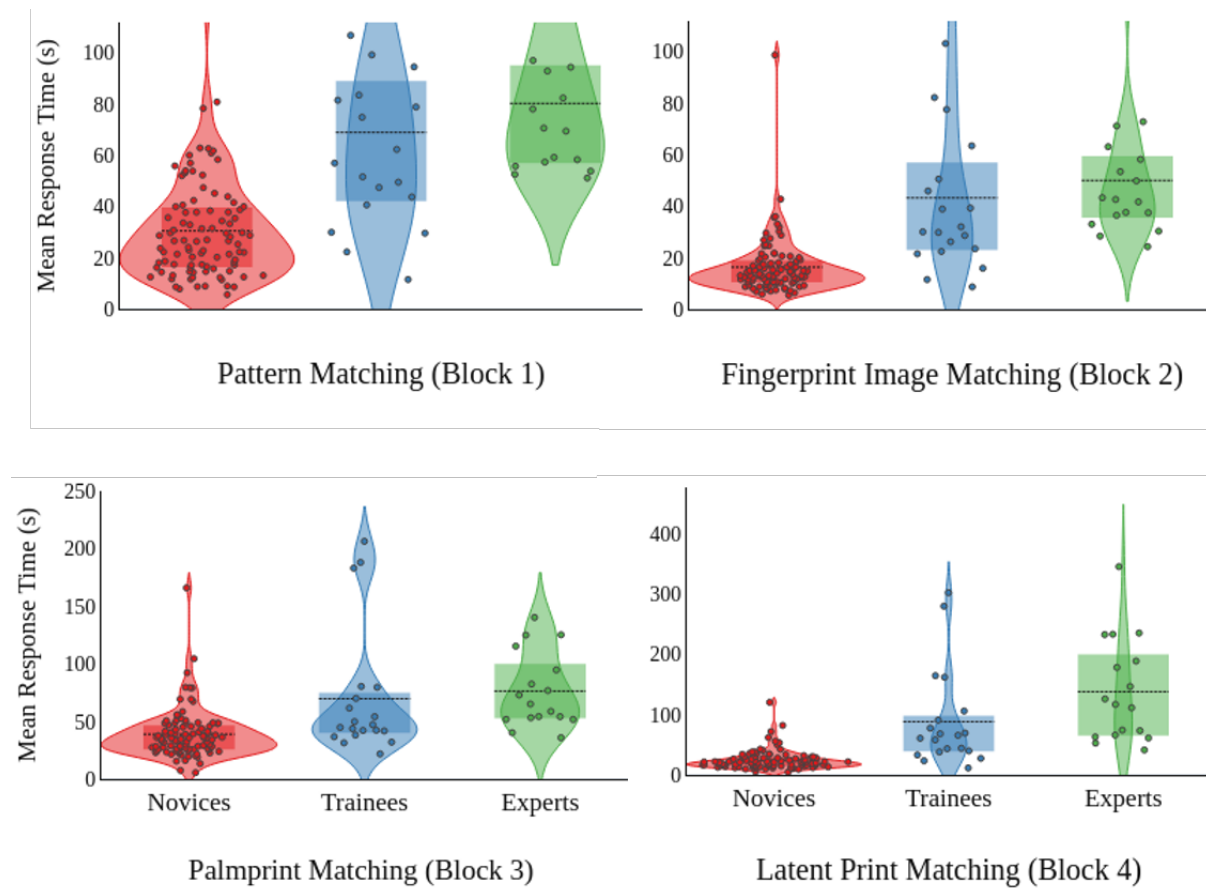 Mean Response Time (s)
100
80
60
40
20
0
Pattern Matching (Block 1)
100
80
60
40
20
0
Fingerprint Image Matching (Block 2)
Mean Response Time (s)
250
200
150
100
50
0
Novices Trainees Experts
Palmprint Matching (Block 3)
400
300
200
100
0
Novices Trainees Experts
Latent Print Matching (Block 4)